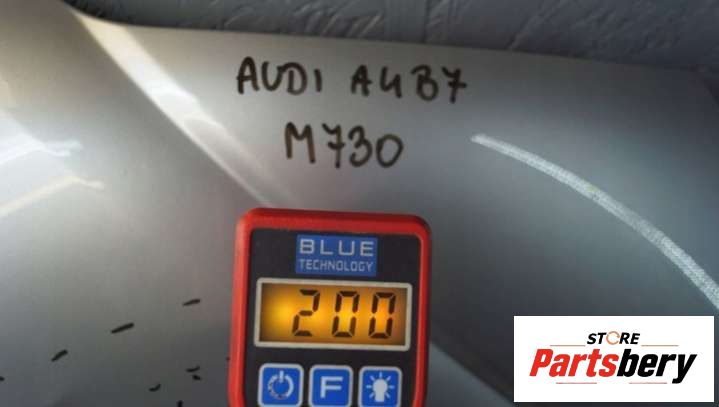 AUDI A4 B7
M730
BLUE
TECHNOLOGY
200
F
STORE
Partsbery